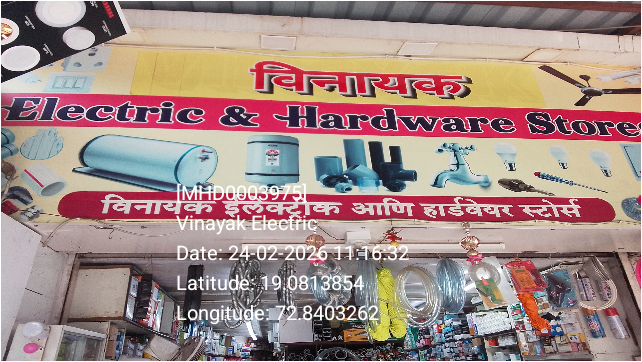 विनायक
Electric & Hardware Stores
विनायक इलेक्ट्रीक आणि हार्डवेयर स्टोर्स
[MHD0003975]
Vinayak Electric
Date: 24-02-2026 11:16:32
Latitude: 19.0813854
Longitude: 72.8403262